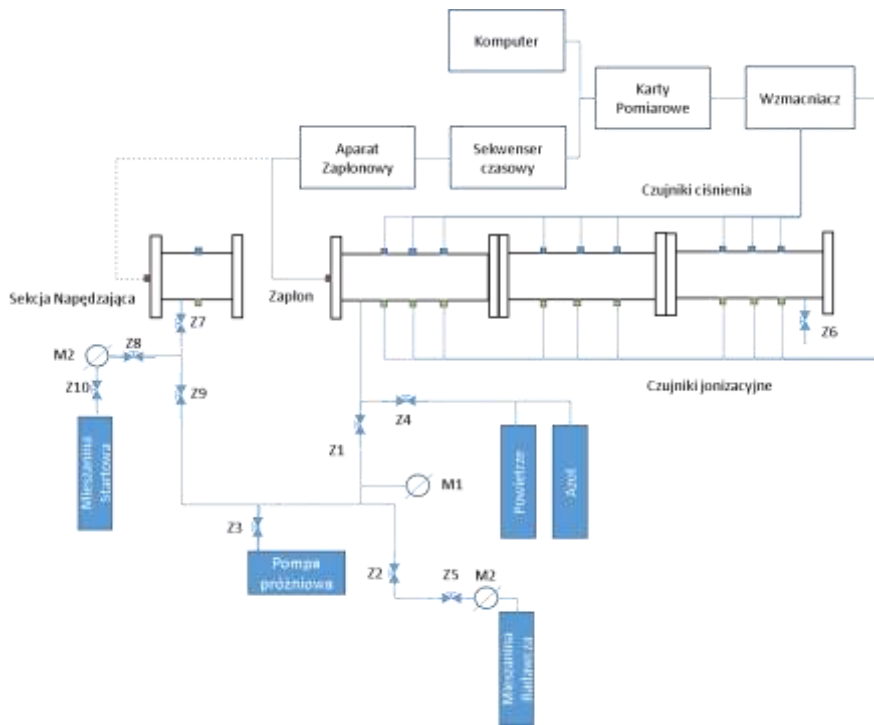 Komputer
Karty
Pomiarowe
Wzmacniacz
Aparat
Zapłonowy
Sekwenser
czasowy
Czujniki ciśnienia
Sekcja Napędzająca
Zapłon
Z7
Z6
M2
Z8
Z10
Z9
Czujniki jonizacyjne
Z4
Z1
Mieszanina
Startowa
Powietrze
Azot
M1
Z3
Pompa
próżniowa
Z2
Z5
M2
Mieszanina
Badawcza